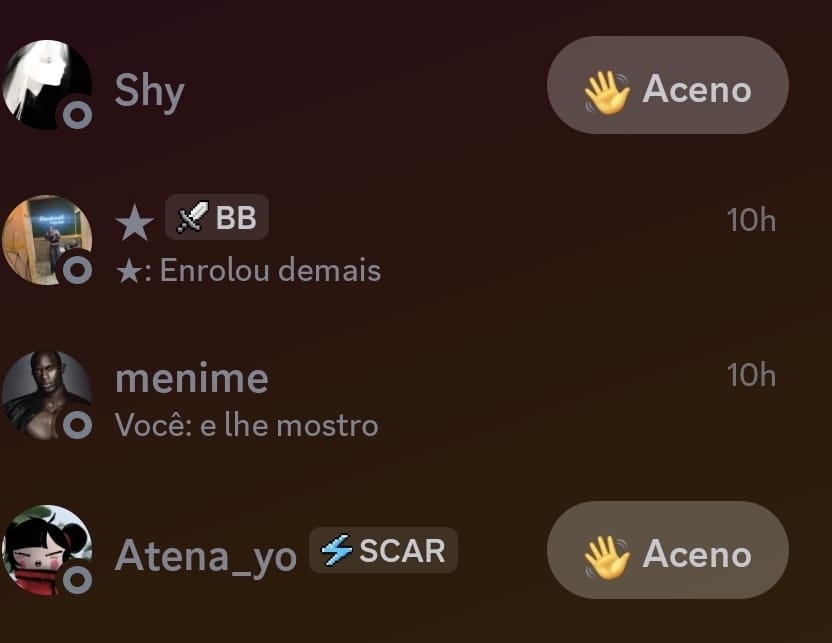 Shy
👋 Aceno
★ BB
10h
★: Enrolou demais
menime
10h
Você: e lhe mostro
Atena_yo SCAR
👋 Aceno